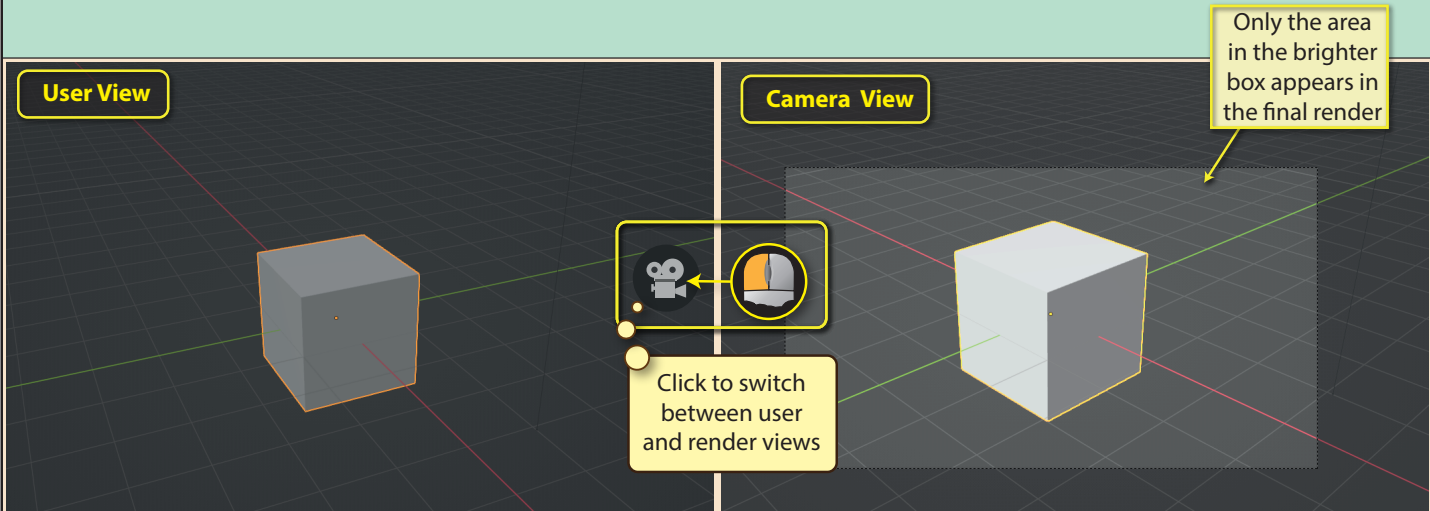 Only the area
in the brighter
box appears in
the final render
User View
Camera View
Click to switch
between user
and render views